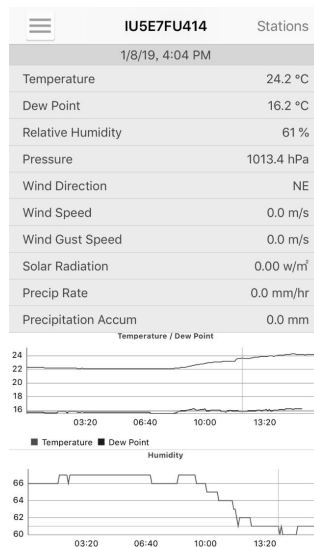 IU5E7FU414 Stations
1/8/19, 4:04 PM
Temperature 24.2 °C
Dew Point 16.2 °C
Relative Humidity 61 %
Pressure 1013.4 hPa
Wind Direction NE
Wind Speed 0.0 m/s
Wind Gust Speed 0.0 m/s
Solar Radiation 0.00 w/m²
Precip Rate 0.0 mm/hr
Precipitation Accum 0.0 mm
Temperature / Dew Point
24
22
20
18
16
03:20 06:40 10:00 13:20
Temperature Dew Point
Humidity
66
64
62
60
03:20 06:40 10:00 13:20